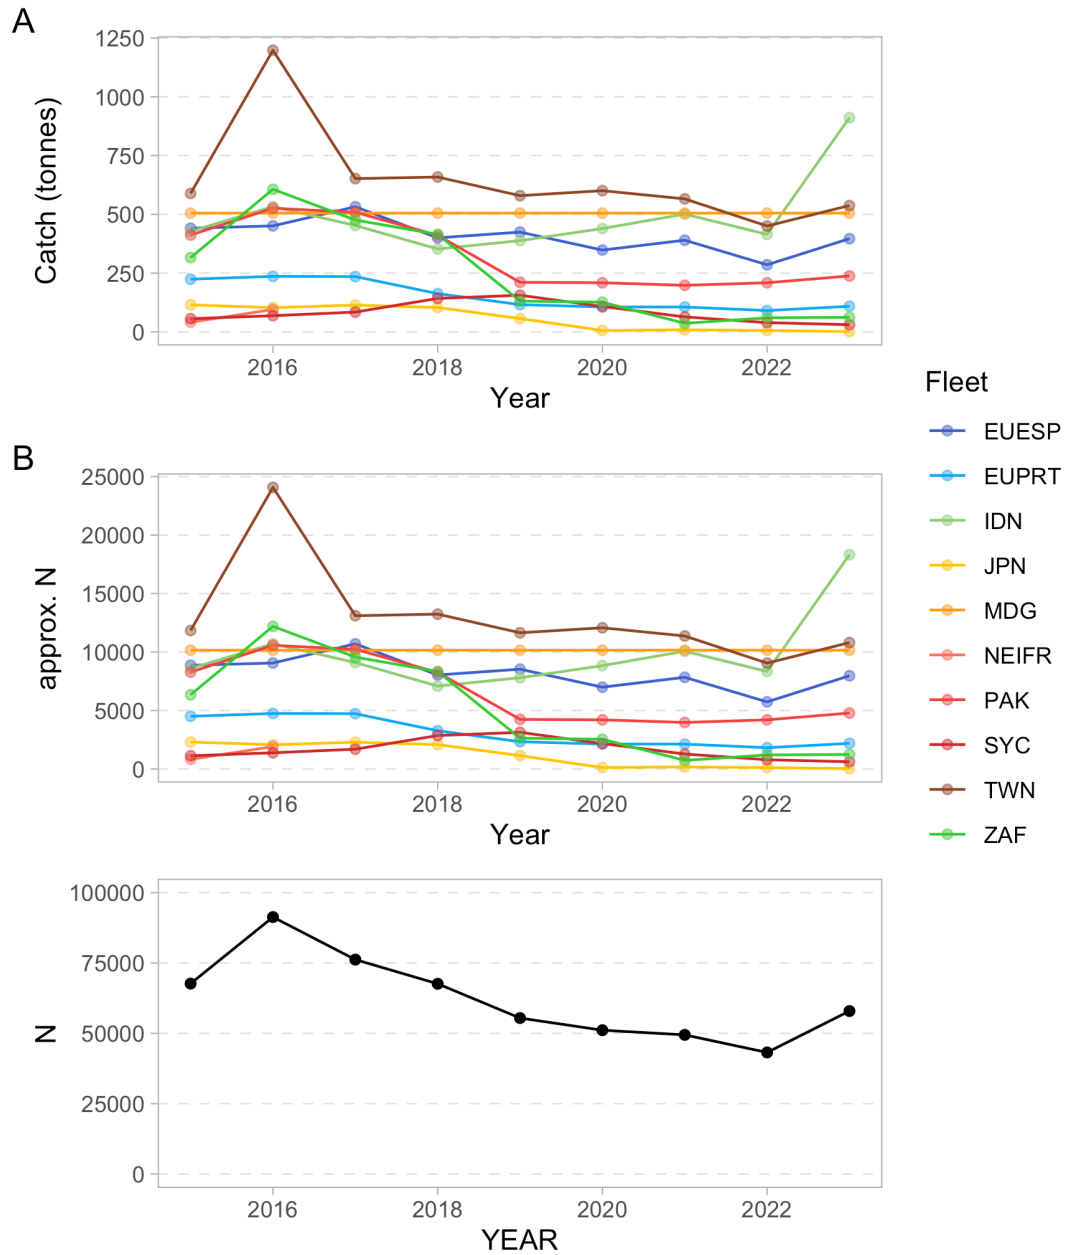 A
1250
1000
750
500
250
0
Catch (tonnes)
2016 2018 2020 2022
Year
B
25000
20000
15000
10000
5000
0
approx. N
2016 2018 2020 2022
Year
100000
75000
50000
25000
0
N
2016 2018 2020 2022
YEAR
Fleet
EUESP
EUPRT
IDN
JPN
MDG
NEIFR
PAK
SYC
TWN
ZAF